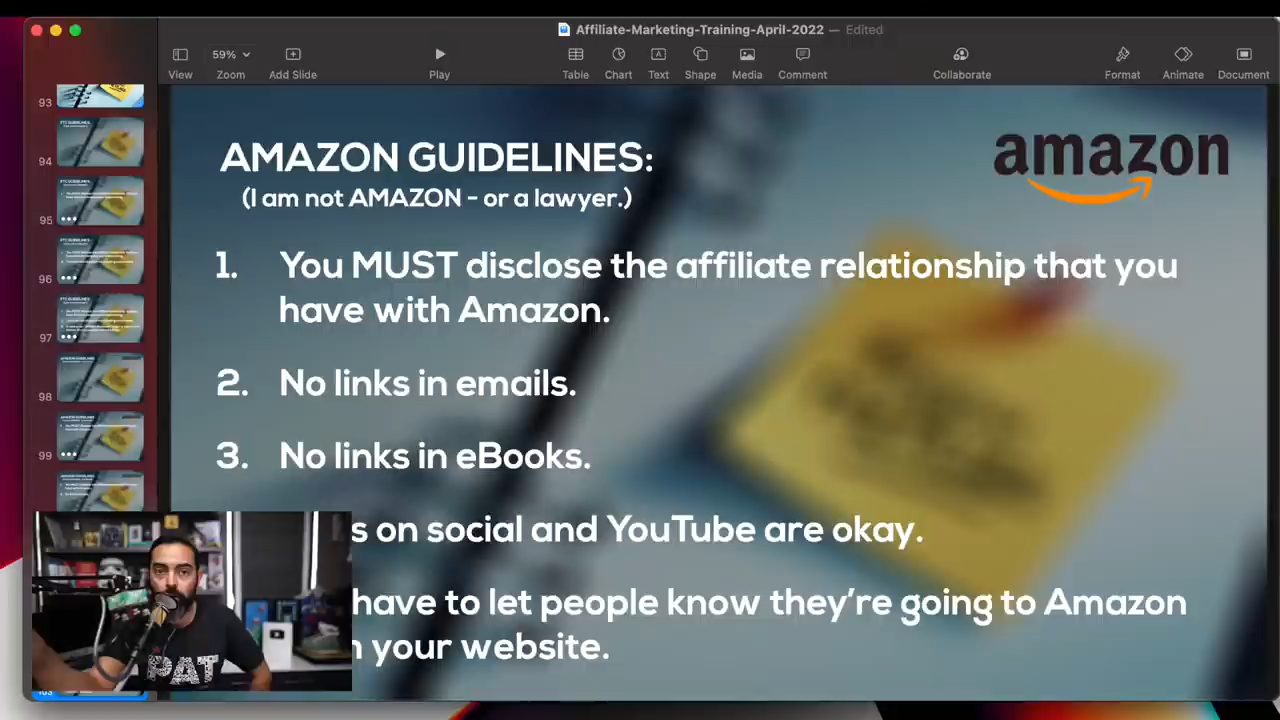 Affiliate-Marketing-Training-April-2022 — Edited
59%
View Zoom Add Slide Play Table Chart Text Shape Media Comment Collaborate Format Animate Document
93
94
95
96
97
98
99
103
AMAZON GUIDELINES:
(I am not AMAZON - or a lawyer.)
amazon
1. You MUST disclose the affiliate relationship that you
have with Amazon.
2. No links in emails.
3. No links in eBooks.
s on social and YouTube are okay.
have to let people know they’re going to Amazon
your website.
PAT